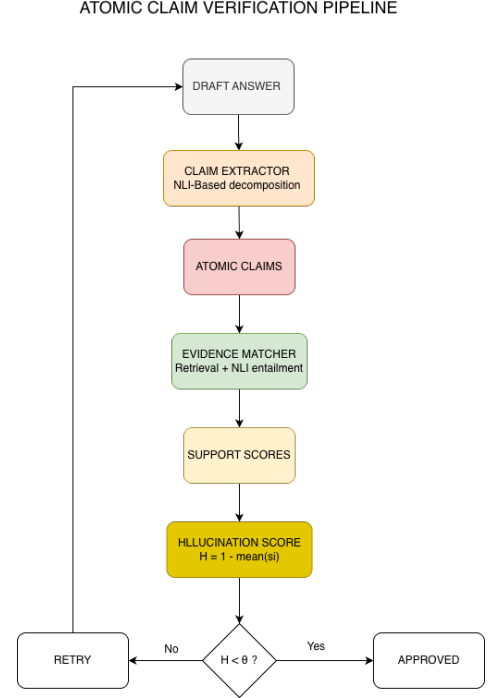 ATOMIC CLAIM VERIFICATION PIPELINE
DRAFT ANSWER
CLAIM EXTRACTOR
NLI-Based decomposition
ATOMIC CLAIMS
EVIDENCE MATCHER
Retrieval + NLI entailment
SUPPORT SCORES
HLLUCINATION SCORE
H = 1 - mean(si)
H < θ ?
No
Yes
RETRY
APPROVED